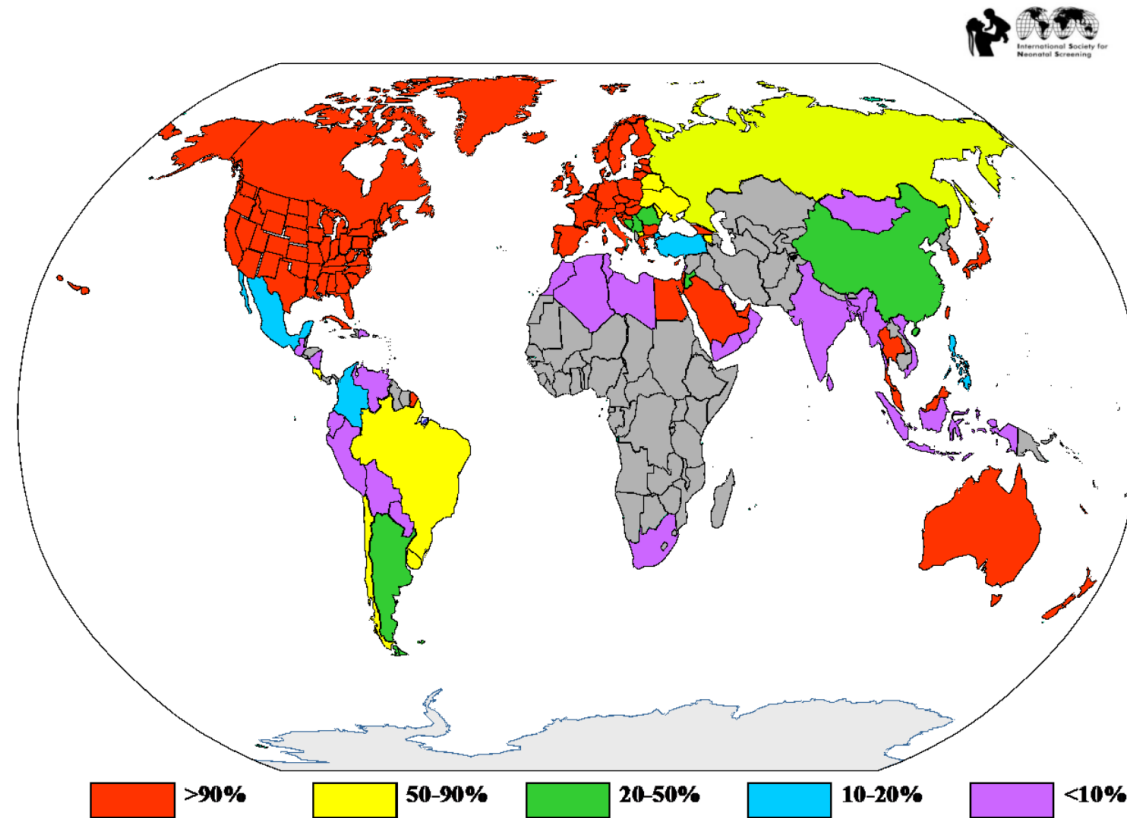 International Society for
Neonatal Screening
>90%
50-90%
20-50%
10-20%
<10%